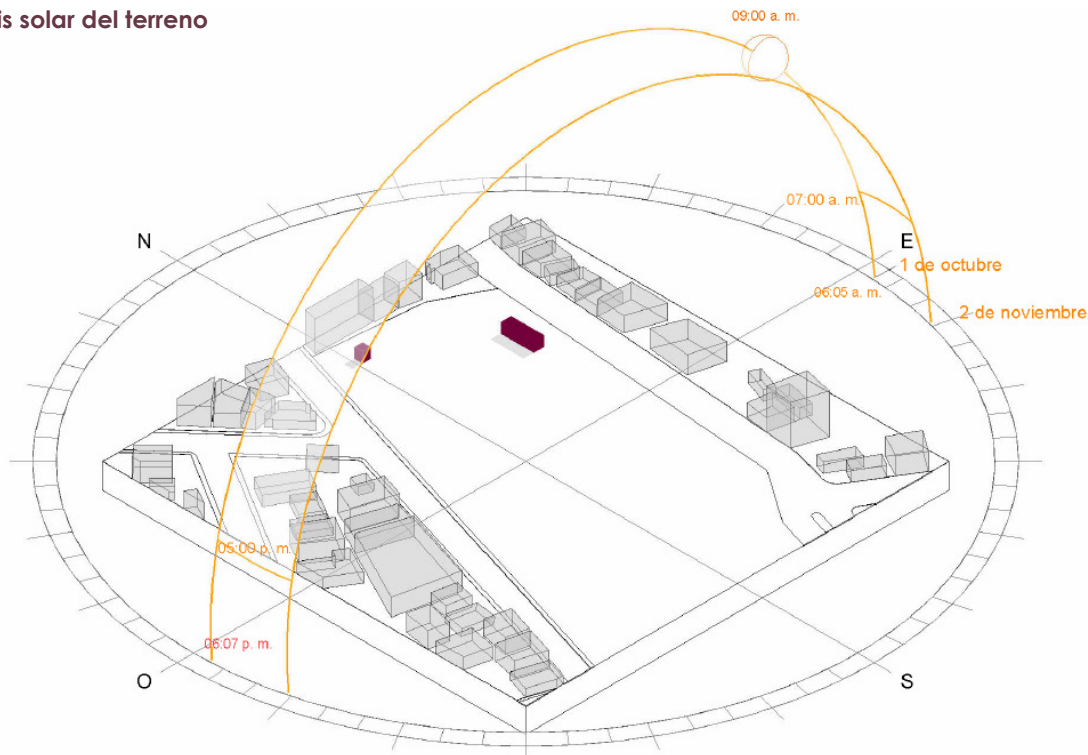 is solar del terreno
09:00 a. m.
07:00 a. m.
N
E
1 de octubre
06:05 a. m.
2 de noviembre
05:00 p. m.
06:07 p. m.
O
S